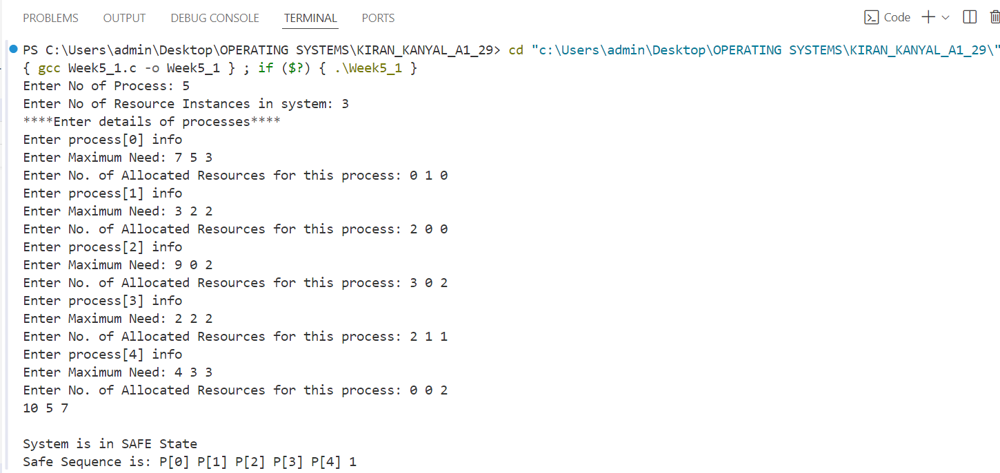 PROBLEMS OUTPUT DEBUG CONSOLE TERMINAL PORTS Code
PS C:\Users\admin\Desktop\OPERATING SYSTEMS\KIRAN_KANYAL_A1_29> cd "c:\Users\admin\Desktop\OPERATING SYSTEMS\KIRAN_KANYAL_A1_29\"
{ gcc Week5_1.c -o Week5_1 } ; if ($?) { .\Week5_1 }
Enter No of Process: 5
Enter No of Resource Instances in system: 3
****Enter details of processes****
Enter process[0] info
Enter Maximum Need: 7 5 3
Enter No. of Allocated Resources for this process: 0 1 0
Enter process[1] info
Enter Maximum Need: 3 2 2
Enter No. of Allocated Resources for this process: 2 0 0
Enter process[2] info
Enter Maximum Need: 9 0 2
Enter No. of Allocated Resources for this process: 3 0 2
Enter process[3] info
Enter Maximum Need: 2 2 2
Enter No. of Allocated Resources for this process: 2 1 1
Enter process[4] info
Enter Maximum Need: 4 3 3
Enter No. of Allocated Resources for this process: 0 0 2
10 5 7
System is in SAFE State
Safe Sequence is: P[0] P[1] P[2] P[3] P[4] 1